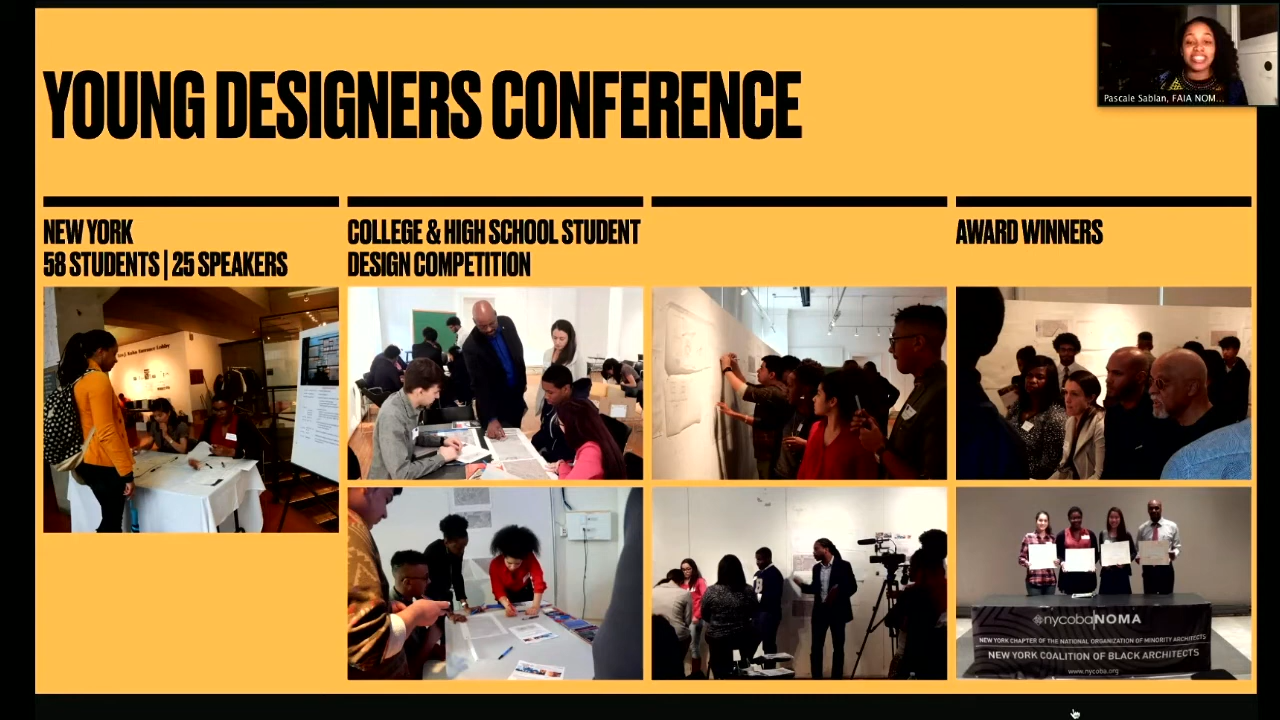 YOUNG DESIGNERS CONFERENCE
Pascale Sablan, FAIA NOM...
NEW YORK
58 STUDENTS | 25 SPEAKERS
COLLEGE & HIGH SCHOOL STUDENT
DESIGN COMPETITION
AWARD WINNERS
nycobaNOMA
NEW YORK CHAPTER OF THE NATIONAL ORGANIZATION OF MINORITY ARCHITECTS
NEW YORK COALITION OF BLACK ARCHITECTS
www.nycoba.org